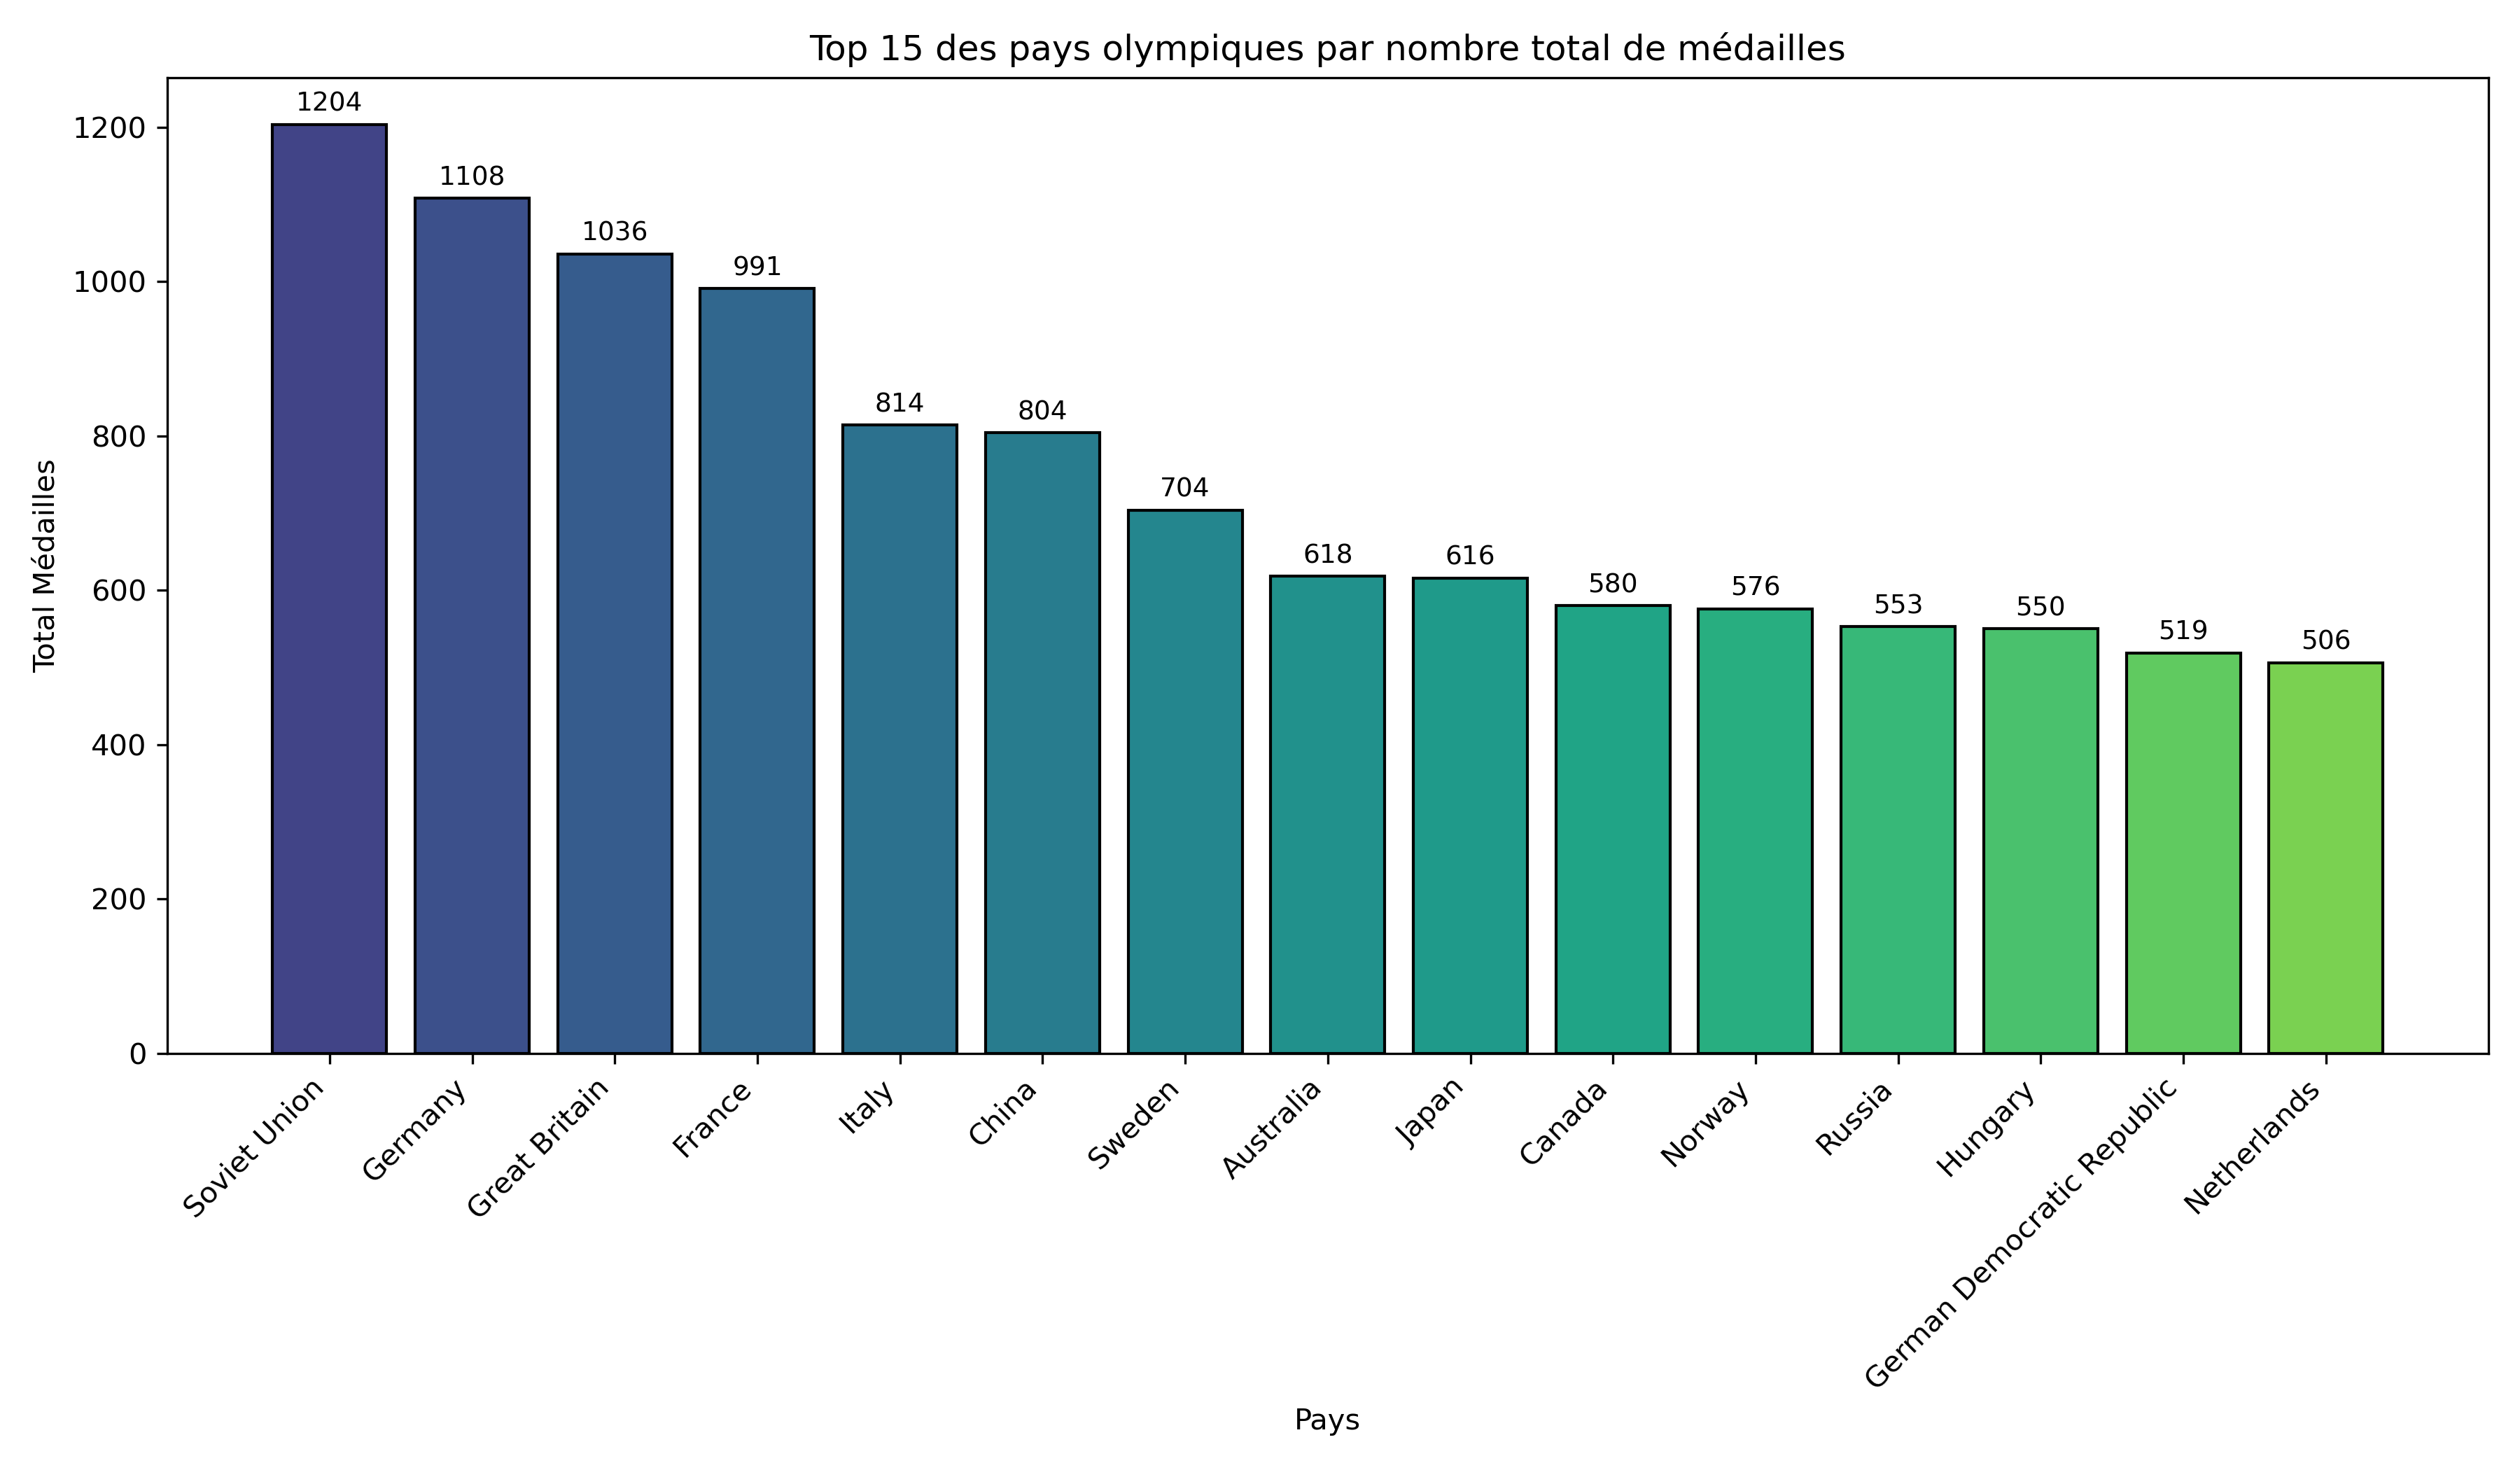 Top 15 des pays olympiques par nombre total de médailles
Total Médailles
1200
1000
800
600
400
200
0
1204
1108
1036
991
814
804
704
618
616
580
576
553
550
519
506
Soviet Union
Germany
Great Britain
France
Italy
China
Sweden
Australia
Japan
Canada
Norway
Russia
Hungary
German Democratic Republic
Netherlands
Pays